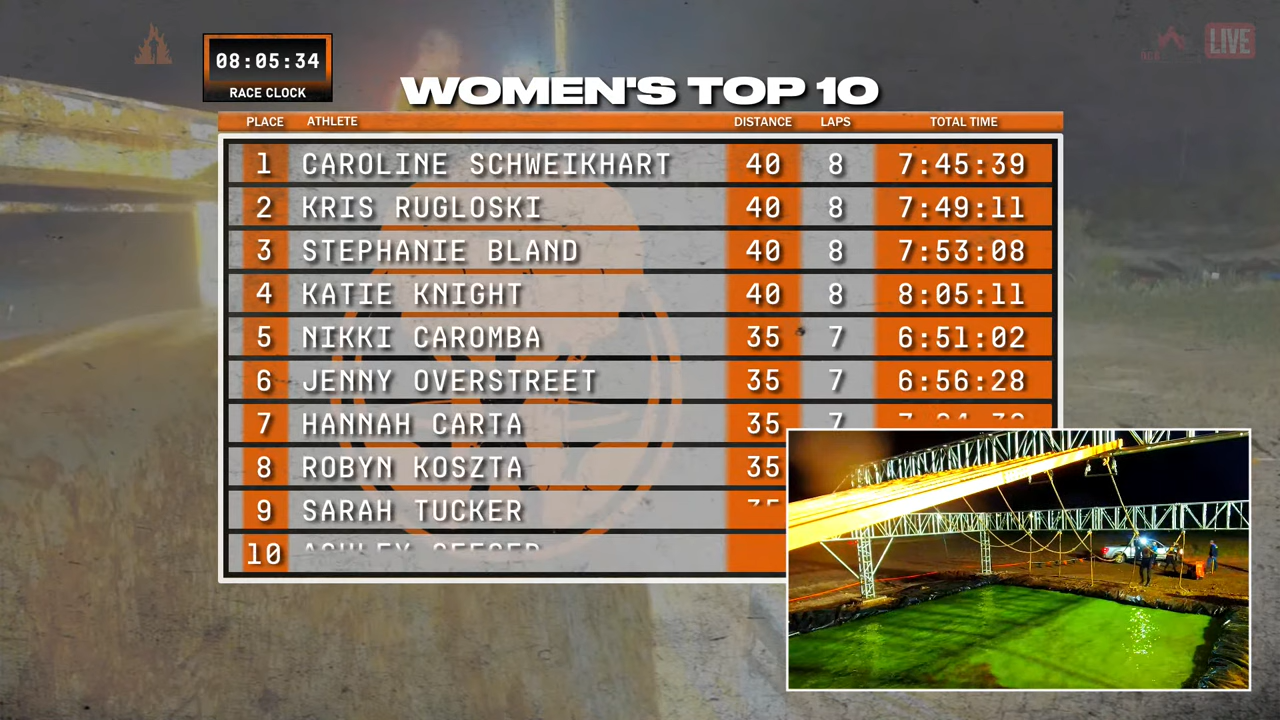 08:05:34
RACE CLOCK
LIVE
WOMEN'S TOP 10
PLACE ATHLETE DISTANCE LAPS TOTAL TIME
1 CAROLINE SCHWEIKHART 40 8 7:45:39
2 KRIS RUGLOSKI 40 8 7:49:11
3 STEPHANIE BLAND 40 8 7:53:08
4 KATIE KNIGHT 40 8 8:05:11
5 NIKKI CAROMBA 35 7 6:51:02
6 JENNY OVERSTREET 35 7 6:56:28
7 HANNAH CARTA 35 7
8 ROBYN KOSZTA 35
9 SARAH TUCKER
10